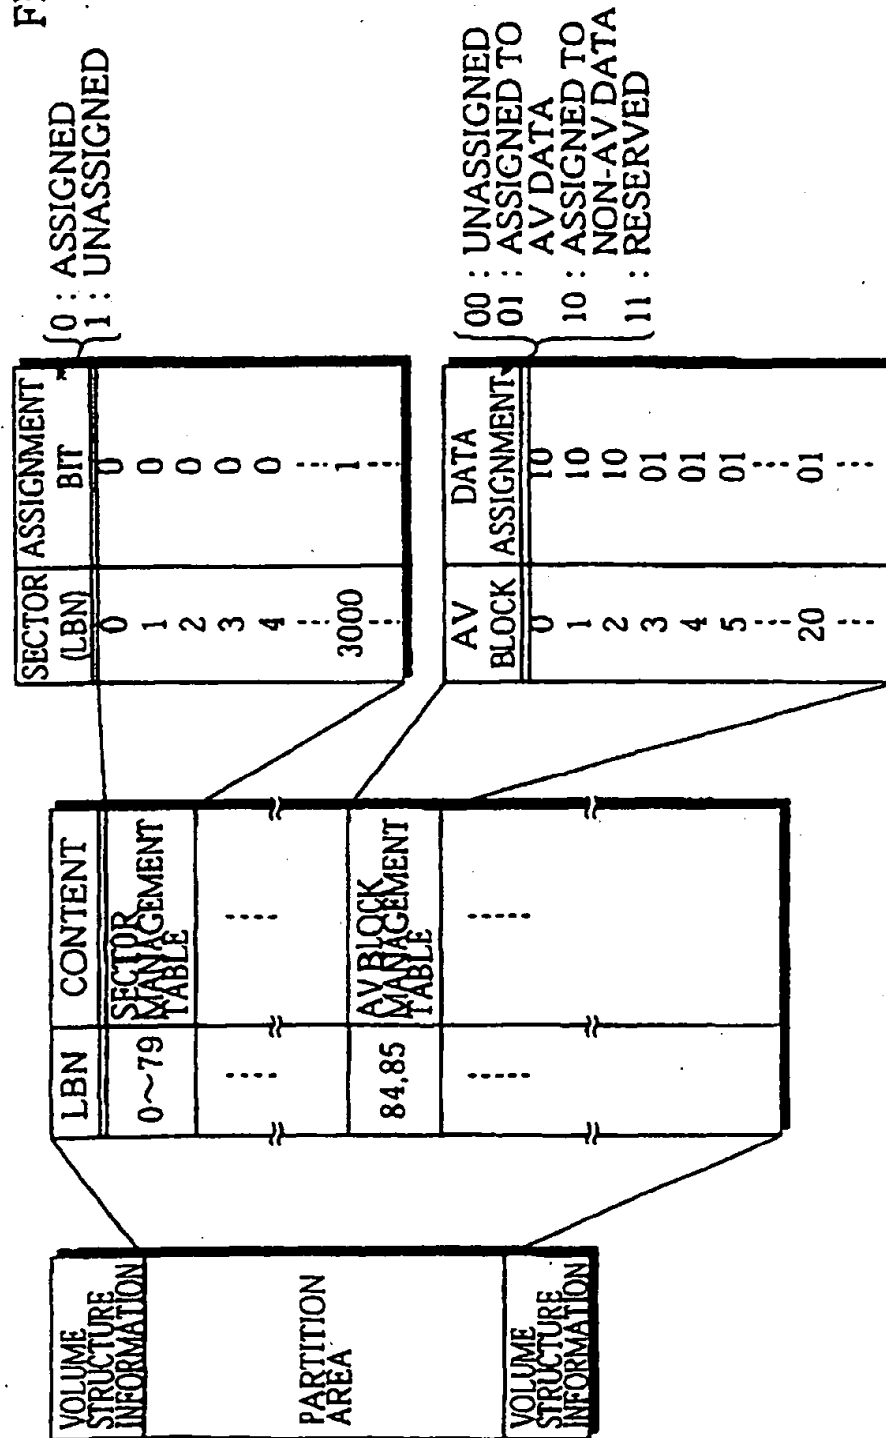 VOLUME
STRUCTURE
INFORMATION
PARTITION
AREA
VOLUME
STRUCTURE
INFORMATION
LBN CONTENT
0~79 SECTOR
MANAGEMENT
TABLE
..... .....
84,85 AV BLOCK
MANAGEMENT
TABLE
..... .....
SECTOR ASSIGNMENT
(LBN) BIT
0 0
1 0
2 0
3 0
4 0
... ...
3000 1
... ...
0 : ASSIGNED
1 : UNASSIGNED
AV DATA
BLOCK ASSIGNMENT
0 10
1 10
2 10
3 01
4 01
5 01
... ...
20 01
... ...
00 : UNASSIGNED
01 : ASSIGNED TO
AV DATA
10 : ASSIGNED TO
NON-AV DATA
11 : RESERVED